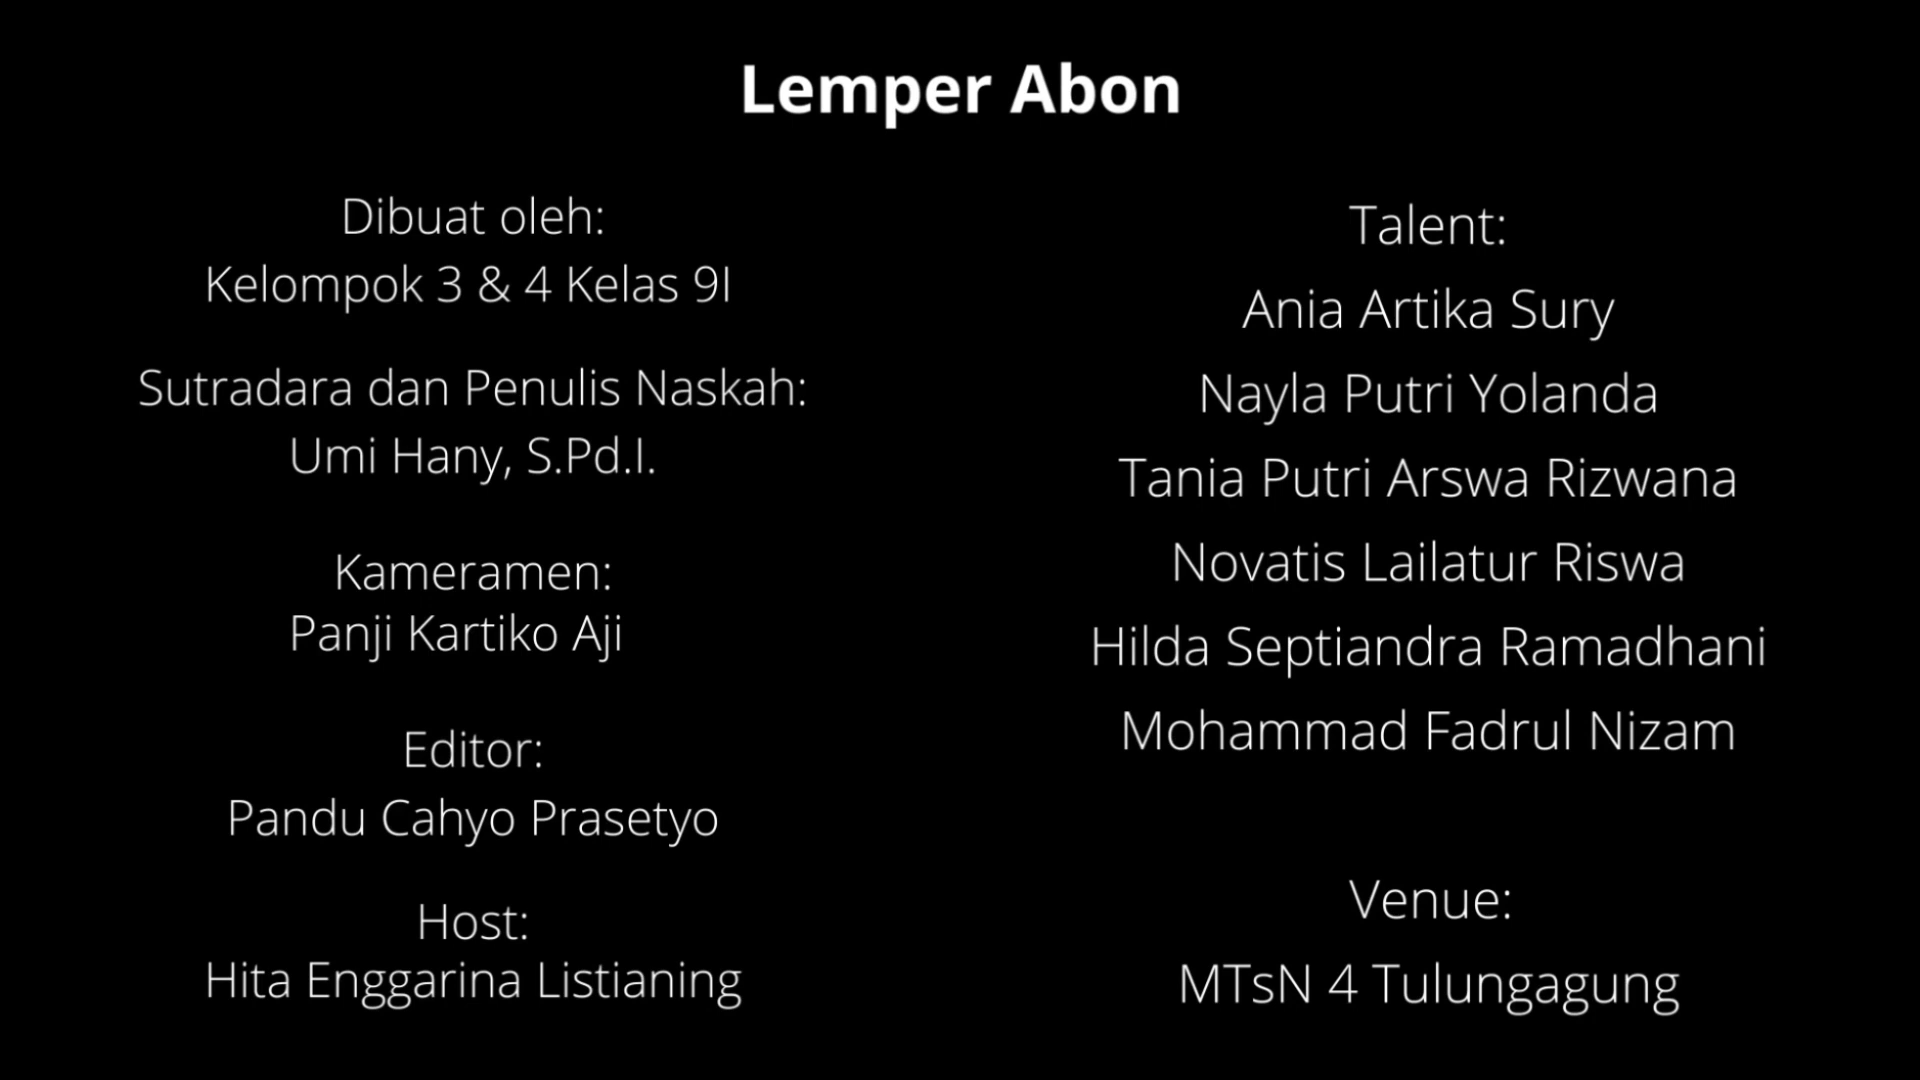 Lemper Abon
Dibuat oleh:
Kelompok 3 & 4 Kelas 9I
Sutradara dan Penulis Naskah:
Umi Hany, S.Pd.I.
Kameramen:
Panji Kartiko Aji
Editor:
Pandu Cahyo Prasetyo
Host:
Hita Enggarina Listianing
Talent:
Ania Artika Sury
Nayla Putri Yolanda
Tania Putri Arswa Rizwana
Novatis Lailatur Riswa
Hilda Septiandra Ramadhani
Mohammad Fadrul Nizam
Venue:
MTsN 4 Tulungagung